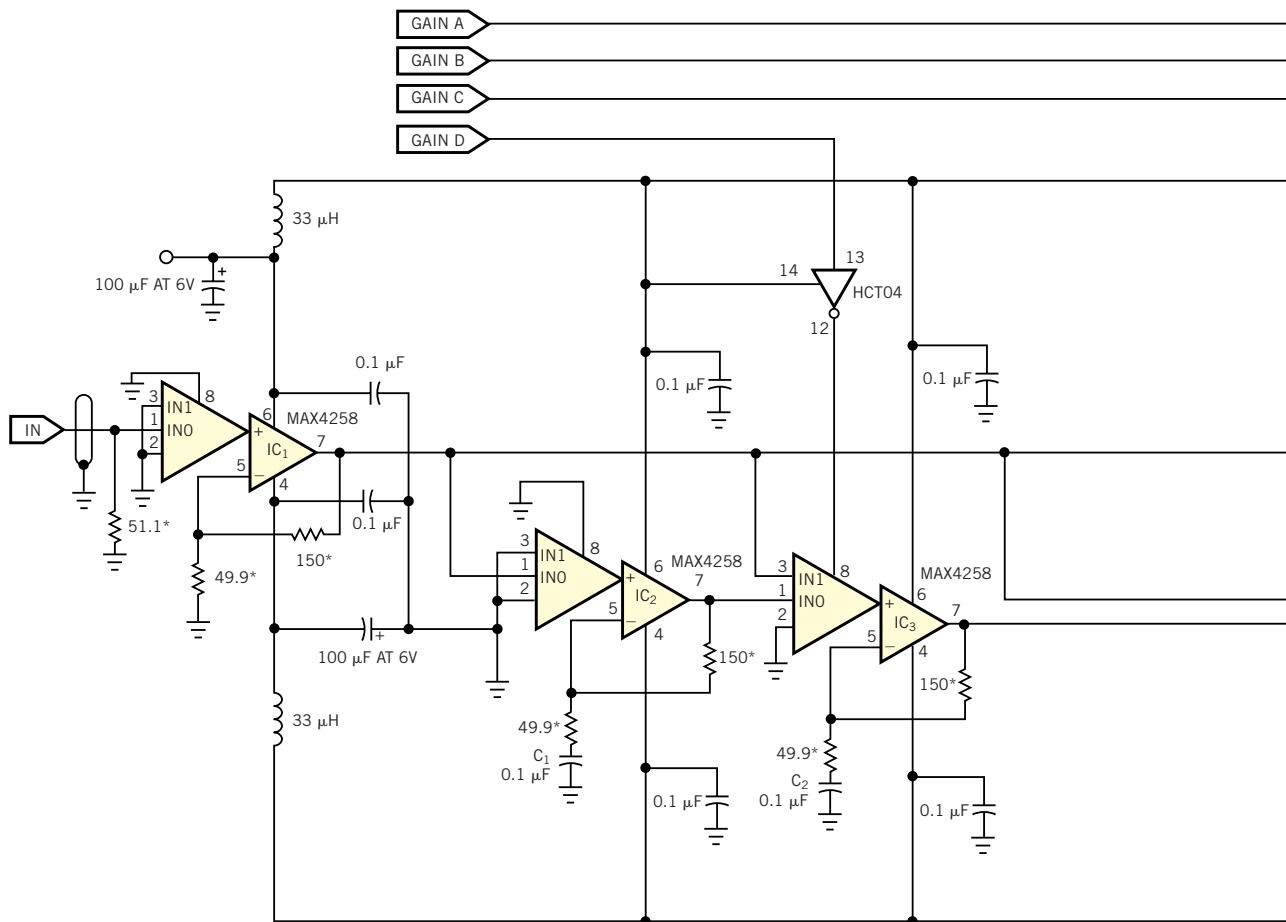 GAIN A
GAIN B
GAIN C
GAIN D
33 µH
13
14
100 µF AT 6V
+
HCT04
12
0.1 µF
0.1 µF
0.1 µF
3
IN1
8
6
MAX4258
IN
1
IN0
+
7
2
IC1
5
−
4
0.1 µF
51.1*
150*
3
IN1
8
MAX4258
49.9*
1
IN0
6
7
3
IN1
8
MAX4258
2
+
IC2
1
IN0
6
5
−
2
+
7
4
IC3
+
100 µF AT 6V
150*
5
−
4
150*
33 µH
49.9*
C1
0.1 µF
49.9*
C2
0.1 µF
0.1 µF
0.1 µF